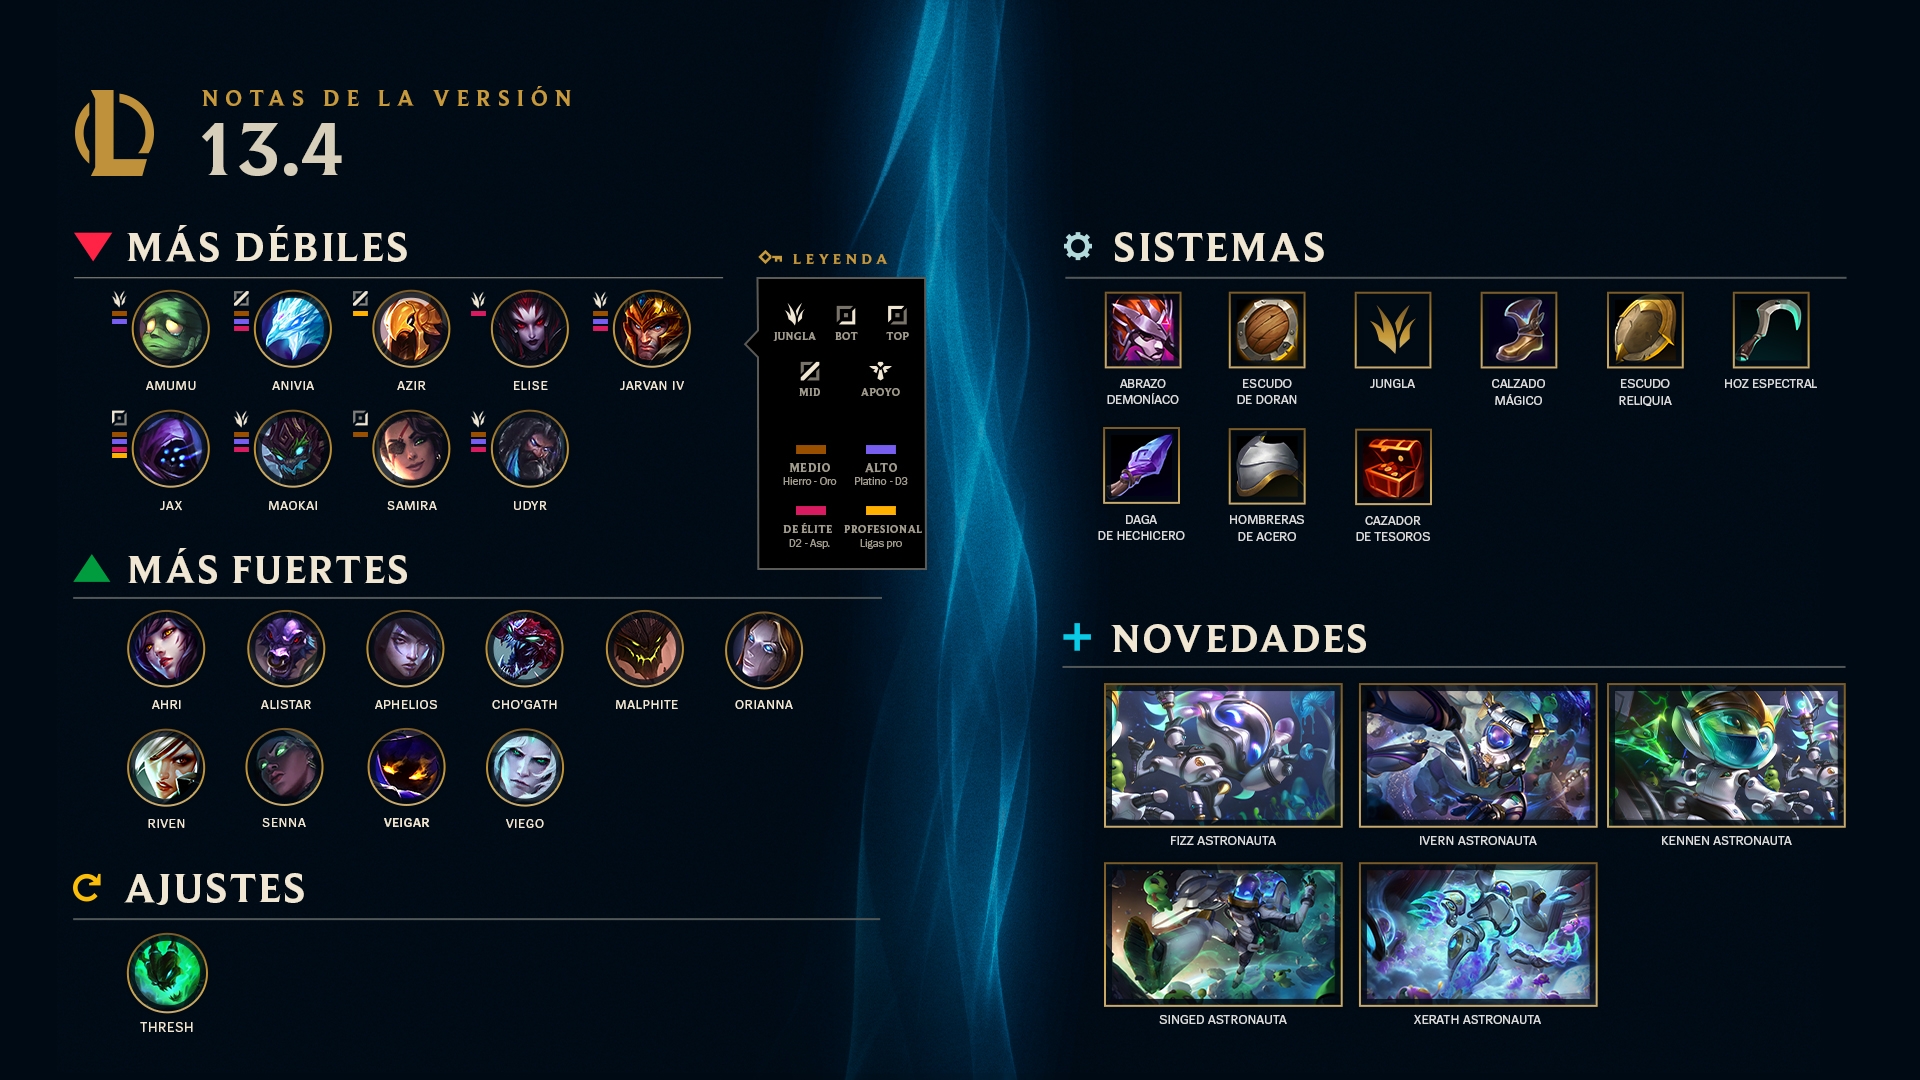 NOTAS DE LA VERSIÓN
13.4
MÁS DÉBILES
AMUMU
ANIVIA
AZIR
ELISE
JARVAN IV
JAX
MAOKAI
SAMIRA
UDYR
LEYENDA
JUNGLA
BOT
TOP
MID
APOYO
MEDIO
Hierro - Oro
ALTO
Platino - D3
DE ÉLITE
D2 - Asp.
PROFESIONAL
Ligas pro
MÁS FUERTES
AHRI
ALISTAR
APHELIOS
CHO'GATH
MALPHITE
ORIANNA
RIVEN
SENNA
VEIGAR
VIEGO
AJUSTES
THRESH
SISTEMAS
ABRAZO
DEMONÍACO
ESCUDO
DE DORAN
JUNGLA
CALZADO
MÁGICO
ESCUDO
RELIQUIA
HOZ ESPECTRAL
DAGA
DE HECHICERO
HOMBRERAS
DE ACERO
CAZADOR
DE TESOROS
NOVEDADES
FIZZ ASTRONAUTA
IVERN ASTRONAUTA
KENNEN ASTRONAUTA
SINGED ASTRONAUTA
XERATH ASTRONAUTA